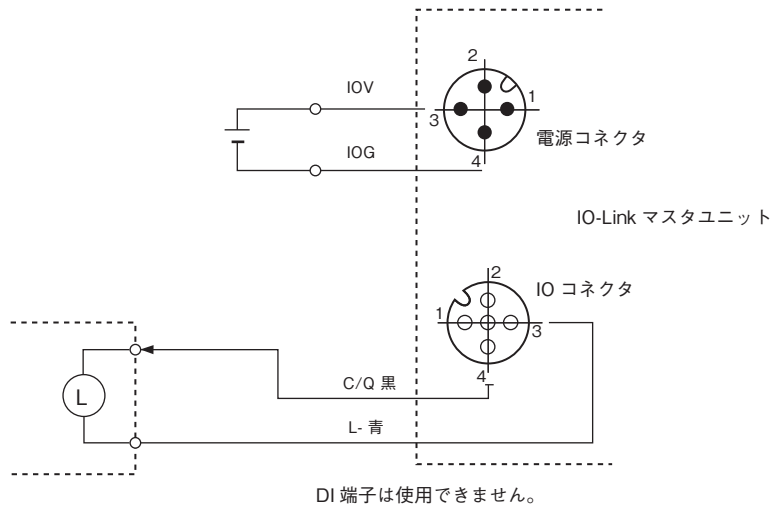 2
IOV
1
3
電源コネクタ
IOG
4
IO-Link マスタユニット
2
IO コネクタ
1
3
4
C/Q 黒
L
L- 青
DI 端子は使用できません。